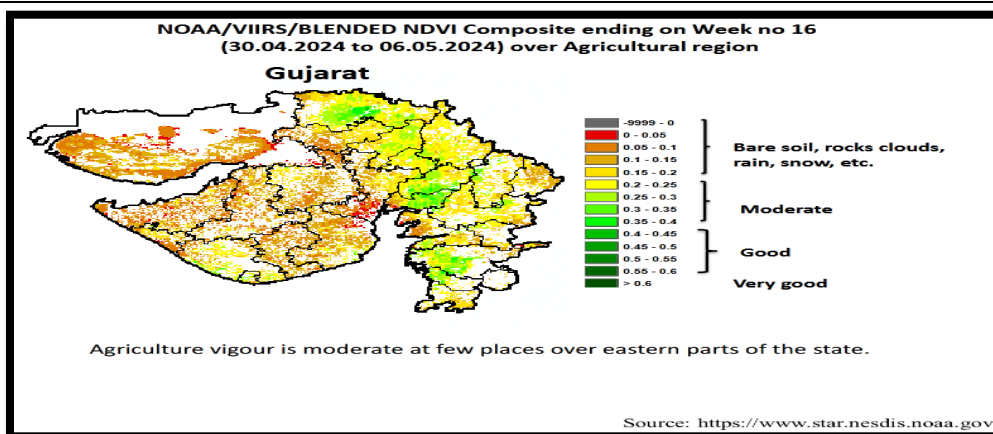 NOAA/VIIRS/BLENDED NDVI Composite ending on Week no 16
(30.04.2024 to 06.05.2024) over Agricultural region
Gujarat
-9999 - 0
0 - 0.05
0.05 - 0.1
0.1 - 0.15
0.15 - 0.2
0.2 - 0.25
0.25 - 0.3
0.3 - 0.35
0.35 - 0.4
0.4 - 0.45
0.45 - 0.5
0.5 - 0.55
0.55 - 0.6
> 0.6
Bare soil, rocks clouds,
rain, snow, etc.
Moderate
Good
Very good
Agriculture vigour is moderate at few places over eastern parts of the state.
Source: https://www.star.nesdis.noaa.gov